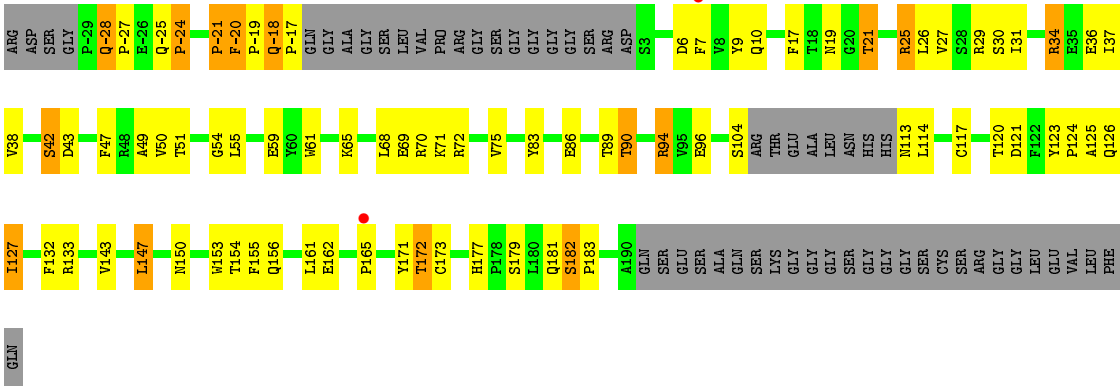 ARG ASP SER GLY P-29 Q-28 P-27 E-26 Q-25 P-24 P-21 F-20 P-19 Q-18 P-17 GLN GLY ALA GLY SER LEU VAL PRO ARG GLY SER GLY GLY GLY GLY SER ARG ASP S3 D6 F7 V8 Y9 Q10 F17 T18 N19 G20 T21 R25 L26 V27 S28 R29 S30 I31 R34 E35 E36 I37
V38 S42 D43 F47 R48 A49 V50 T51 G54 L55 E59 Y60 W61 K65 L68 E69 R70 K71 R72 V75 Y83 E86 T89 T90 R94 V95 E96 S104 ARG THR GLU ALA LEU ASN HIS HIS N113 L114 C117 T120 D121 F122 Y123 P124 A125 Q126
I127 F132 R133 V143 L147 N150 W153 T154 F155 Q156 L161 E162 P165 Y171 T172 C173 H177 P178 S179 L180 Q181 S182 P183 A190 GLN SER GLU SER ALA GLN SER LYS GLY GLY GLY SER GLY GLY GLY GLY SER CYS SER ARG GLY GLY LEU GLU VAL LEU PHE
GLN